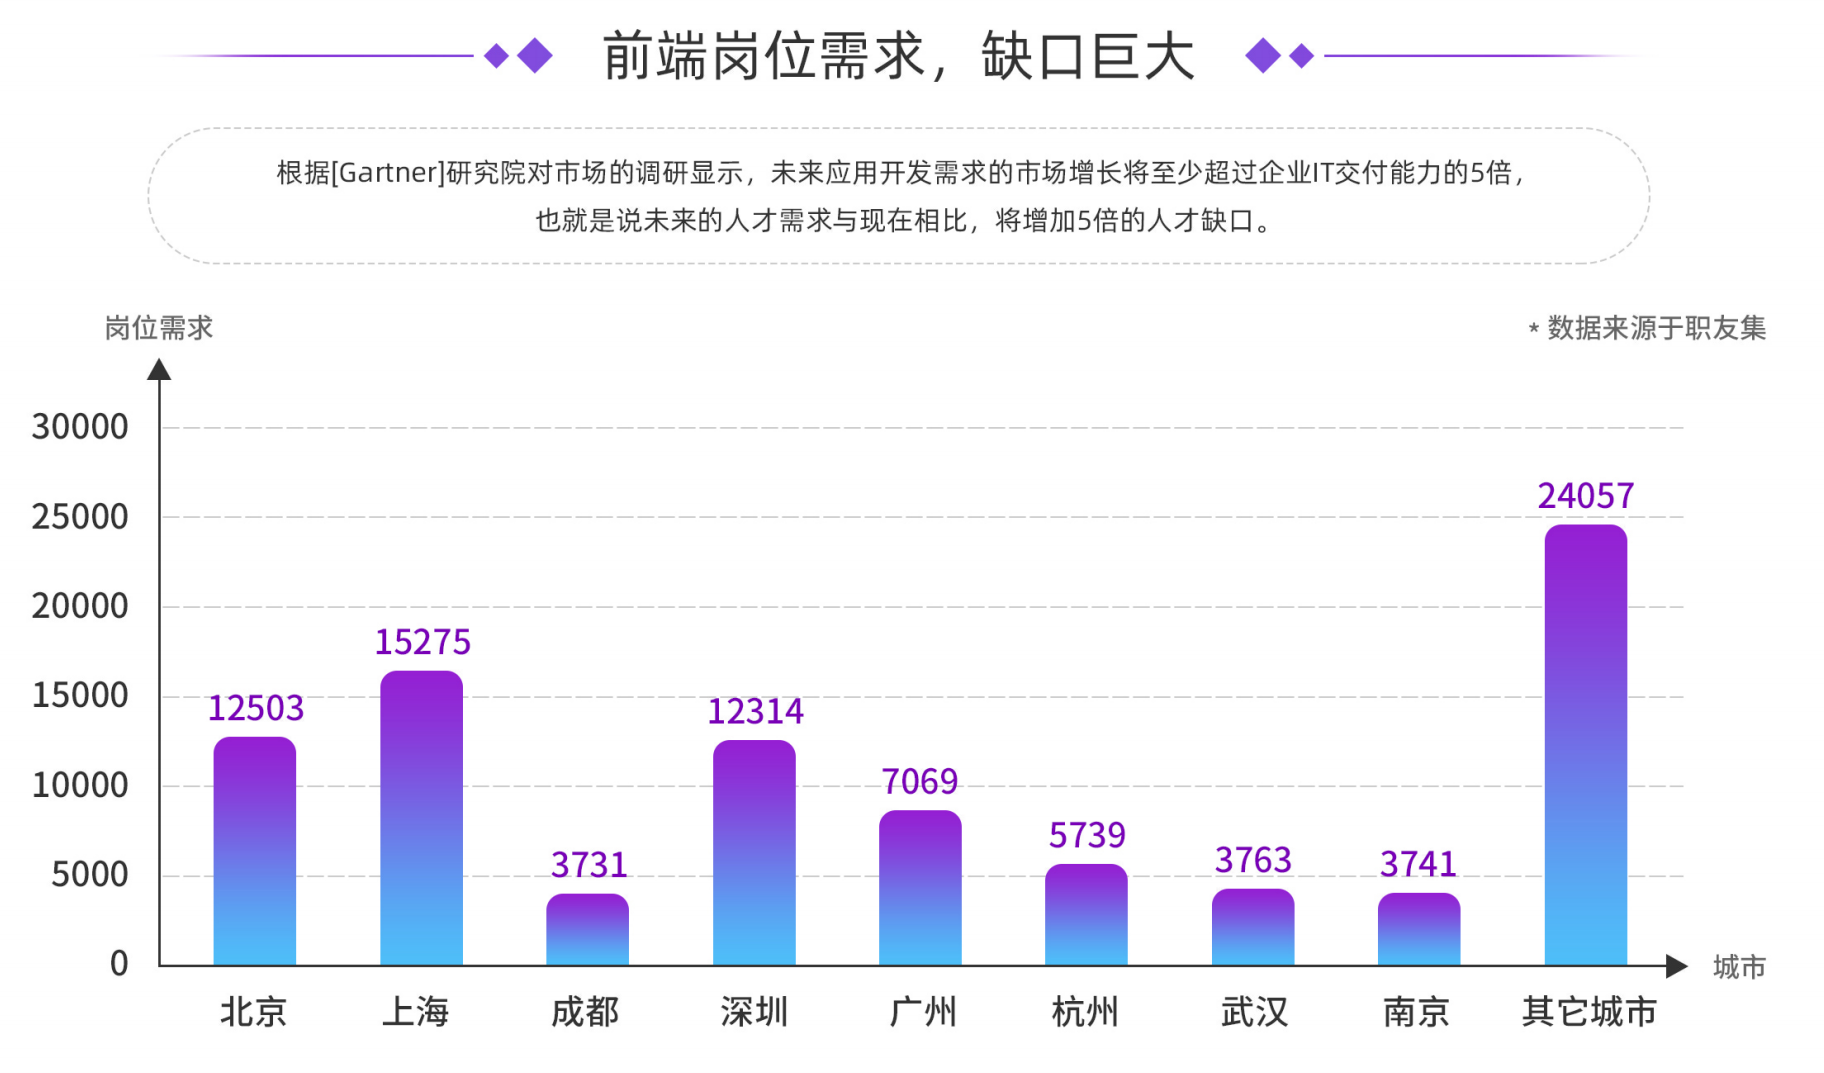 前端岗位需求，缺口巨大
根据[Gartner]研究院对市场的调研显示，未来应用开发需求的市场增长将至少超过企业IT交付能力的5倍，
也就是说未来的人才需求与现在相比，将增加5倍的人才缺口。
岗位需求
* 数据来源于职友集
30000
25000
20000
15000
10000
5000
0
12503
15275
3731
12314
7069
5739
3763
3741
24057
城市
北京
上海
成都
深圳
广州
杭州
武汉
南京
其它城市